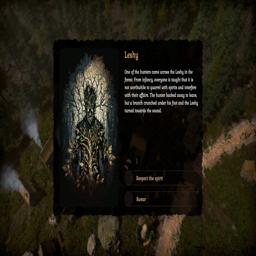 Leshy
One of the hunters came across the Leshy in the
forest. From infancy, everyone is taught that it is
not worthwhile to quarrel with spirits and interfere
with their affairs. The hunter backed away to leave,
but a branch crunched under his foot and the Leshy
turned towards the sound.
Respect the spirit